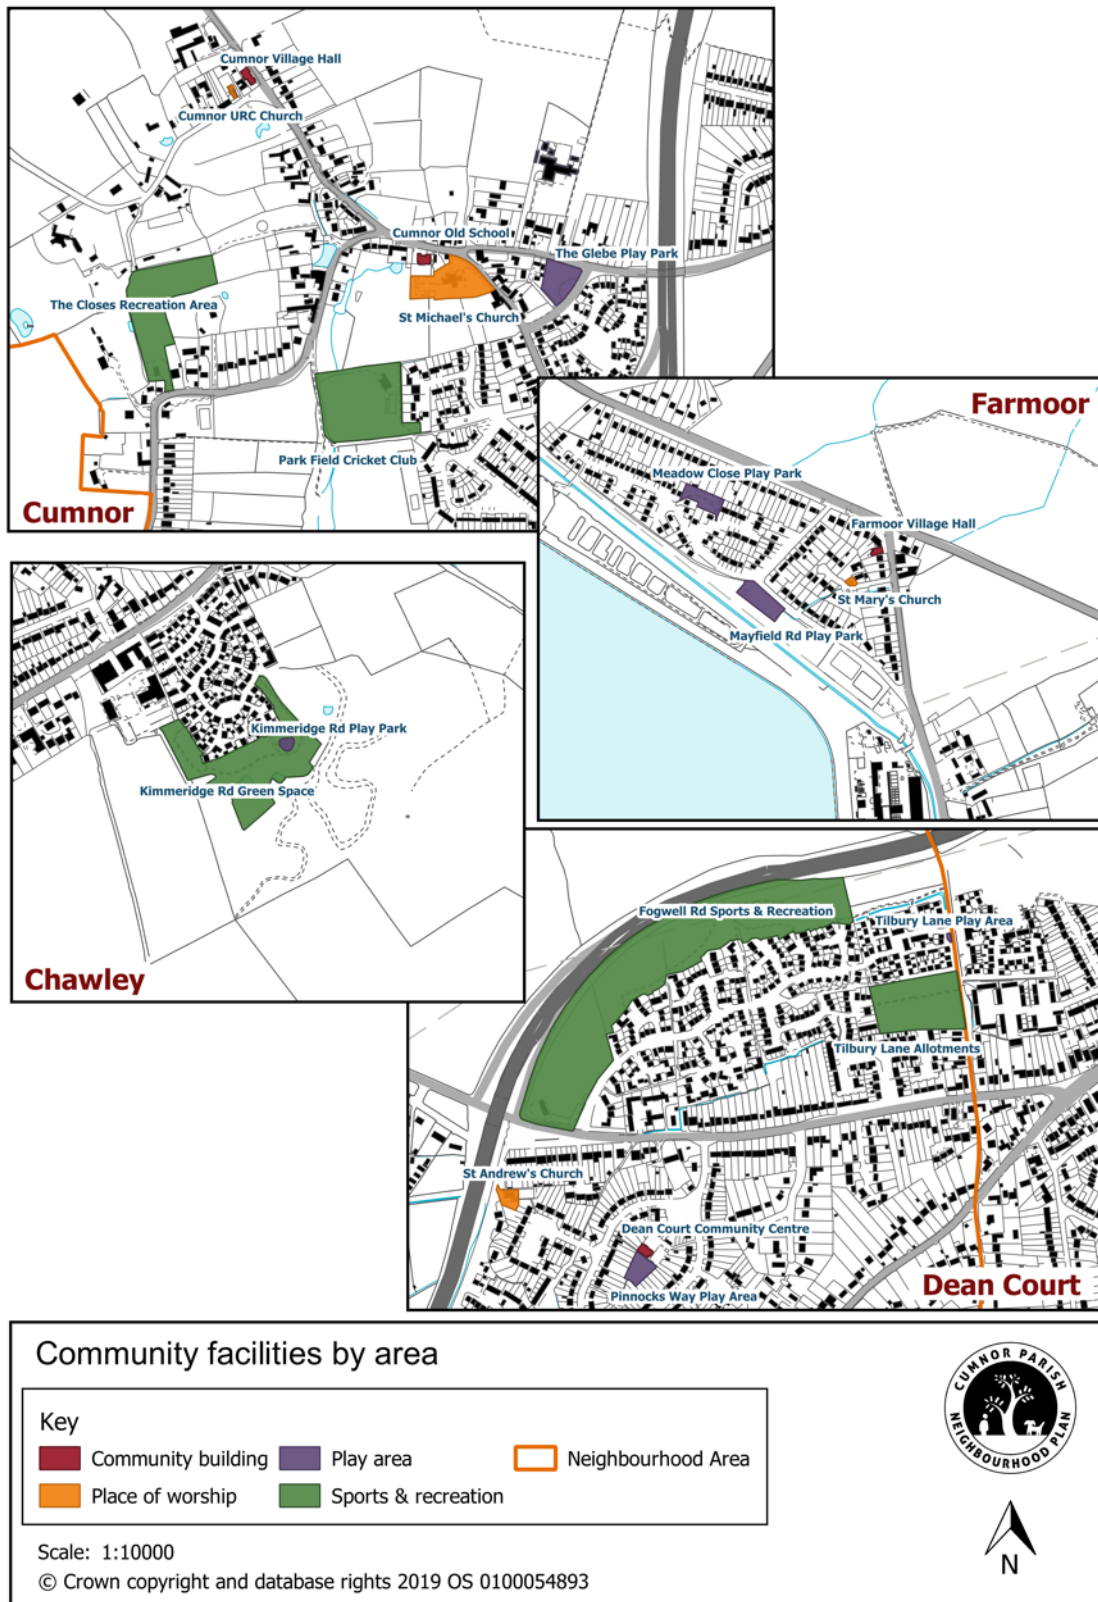 Cumnor Village Hall
Cumnor URC Church
Cumnor Old School
The Glebe Play Park
The Closes Recreation Area
St Michael's Church
Park Field Cricket Club
Cumnor
Farmoor
Meadow Close Play Park
Farmoor Village Hall
St Mary's Church
Mayfield Rd Play Park
Kimmeridge Rd Play Park
Kimmeridge Rd Green Space
Chawley
Fogwell Rd Sports & Recreation
Tilbury Lane Play Area
Tilbury Lane Allotments
St Andrew's Church
Dean Court Community Centre
Pinnocks Way Play Area
Dean Court
Community facilities by area
Key
Community building
Play area
Neighbourhood Area
Place of worship
Sports & recreation
Scale: 1:10000
© Crown copyright and database rights 2019 OS 0100054893
CUMNOR PARISH
NEIGHBOURHOOD PLAN
N